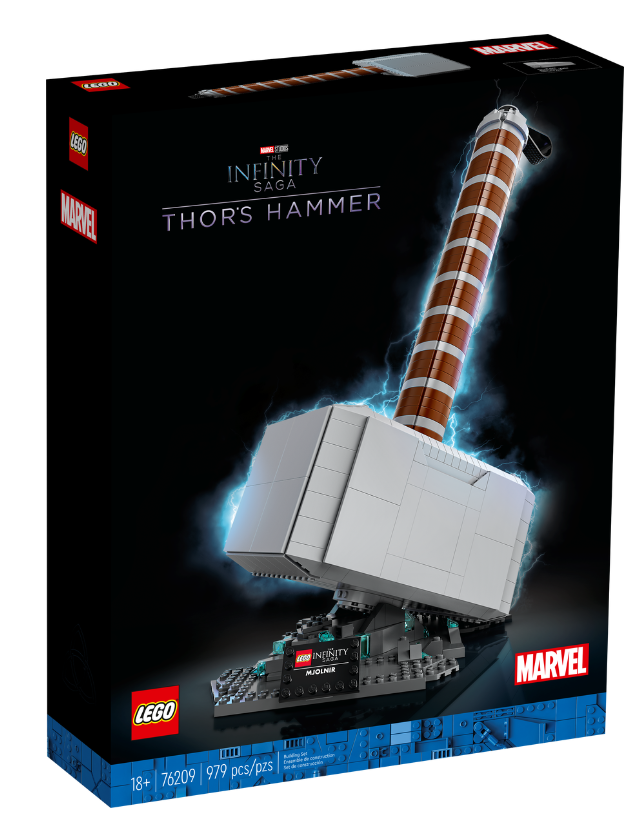 MARVEL
LEGO
LEGO
MARVEL
MARVEL STUDIOS
THE
INFINITY
SAGA
THOR'S HAMMER
LEGO
THE
INFINITY
SAGA
MJOLNIR
MARVEL
LEGO
18+ 76209 979 pcs/pzs
Building Set
Ensemble de construction
Set de construcción